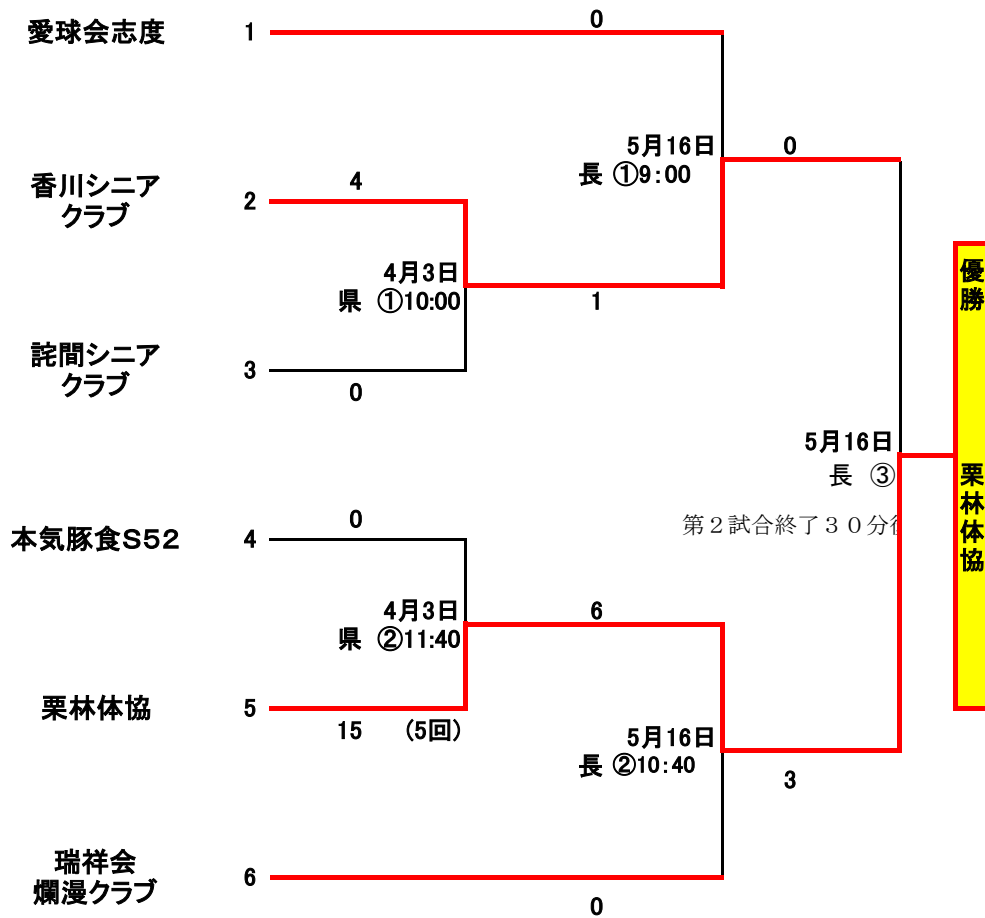 愛球会志度
1
0
5月16日
長 ①9:00
0
香川シニア
クラブ
2
4
4月3日
県 ①10:00
1
詫間シニア
クラブ
3
0
優勝
栗林体協
5月16日
長 ③
第２試合終了３０分後
本気豚食S52
4
0
4月3日
県 ②11:40
6
栗林体協
5
15 (5回)
5月16日
長 ②10:40
3
瑞祥会
爛漫クラブ
6
0